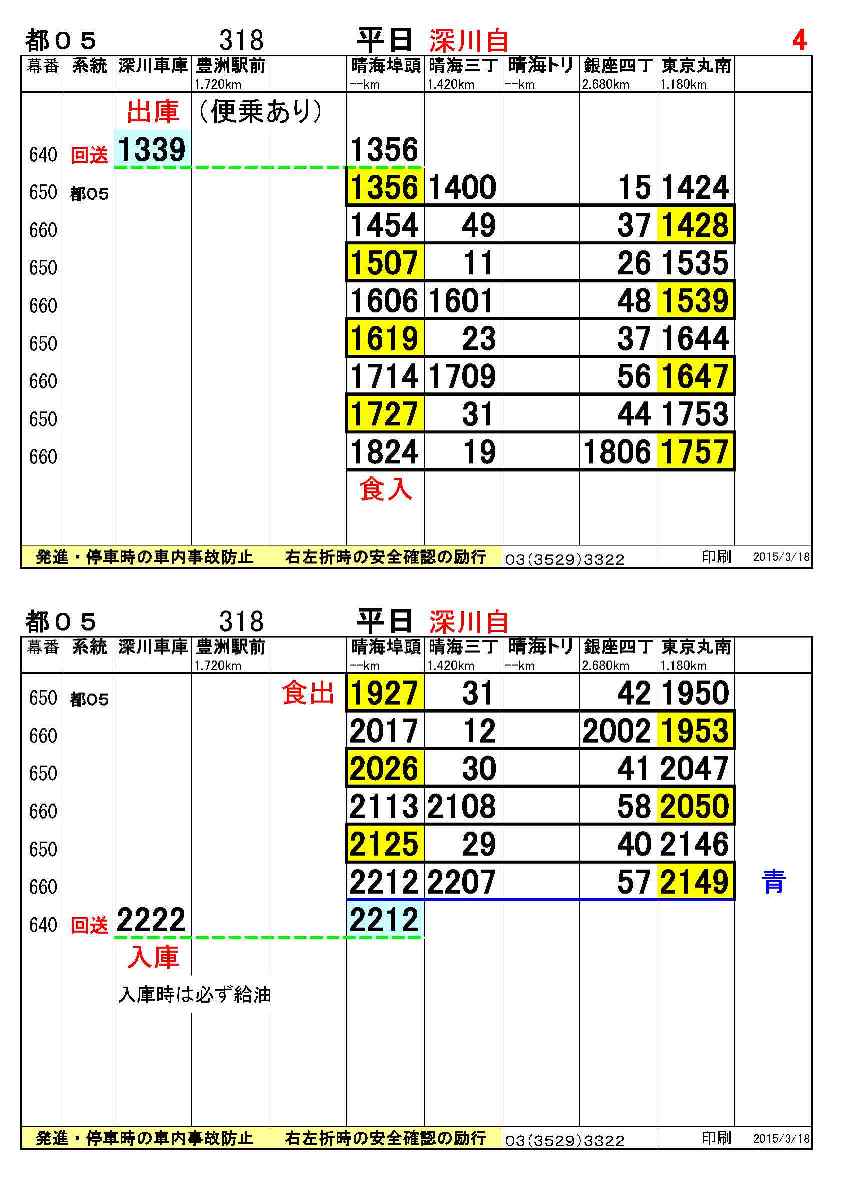 都０５ 318 平日 深川自 4
幕番 系統 深川車庫 豊洲駅前 晴海埠頭 晴海三丁 晴海トリ 銀座四丁 東京丸南
1.720km --km 1.420km --km 2.680km 1.180km
出庫 （便乗あり）
640 回送 1339 1356
650 都05 1356 1400 15 1424
660 1454 49 37 1428
650 1507 11 26 1535
660 1606 1601 48 1539
650 1619 23 37 1644
660 1714 1709 56 1647
650 1727 31 44 1753
660 1824 19 1806 1757
食入
発進・停車時の車内事故防止 右左折時の安全確認の励行 03(3529)3322 印刷 2015/3/18
都０５ 318 平日 深川自
幕番 系統 深川車庫 豊洲駅前 晴海埠頭 晴海三丁 晴海トリ 銀座四丁 東京丸南
1.720km --km 1.420km --km 2.680km 1.180km
650 都05 食出 1927 31 42 1950
660 2017 12 2002 1953
650 2026 30 41 2047
660 2113 2108 58 2050
650 2125 29 40 2146
660 2212 2207 57 2149 青
640 回送 2222 2212
入庫
入庫時は必ず給油
発進・停車時の車内事故防止 右左折時の安全確認の励行 03(3529)3322 印刷 2015/3/18